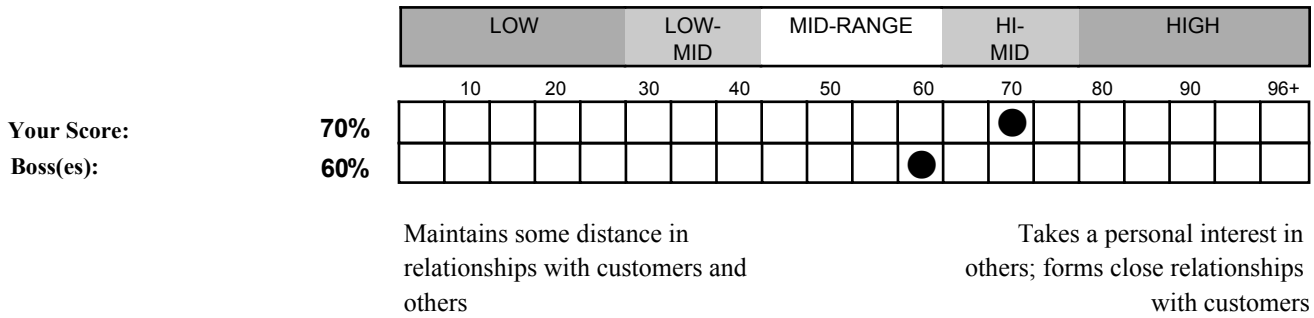 LOW LOW- MID-RANGE HI- HIGH
MID MID
10 20 30 40 50 60 70 80 90 96+
Your Score: 70%
Boss(es): 60%
Maintains some distance in
relationships with customers and
others
Takes a personal interest in
others; forms close relationships
with customers